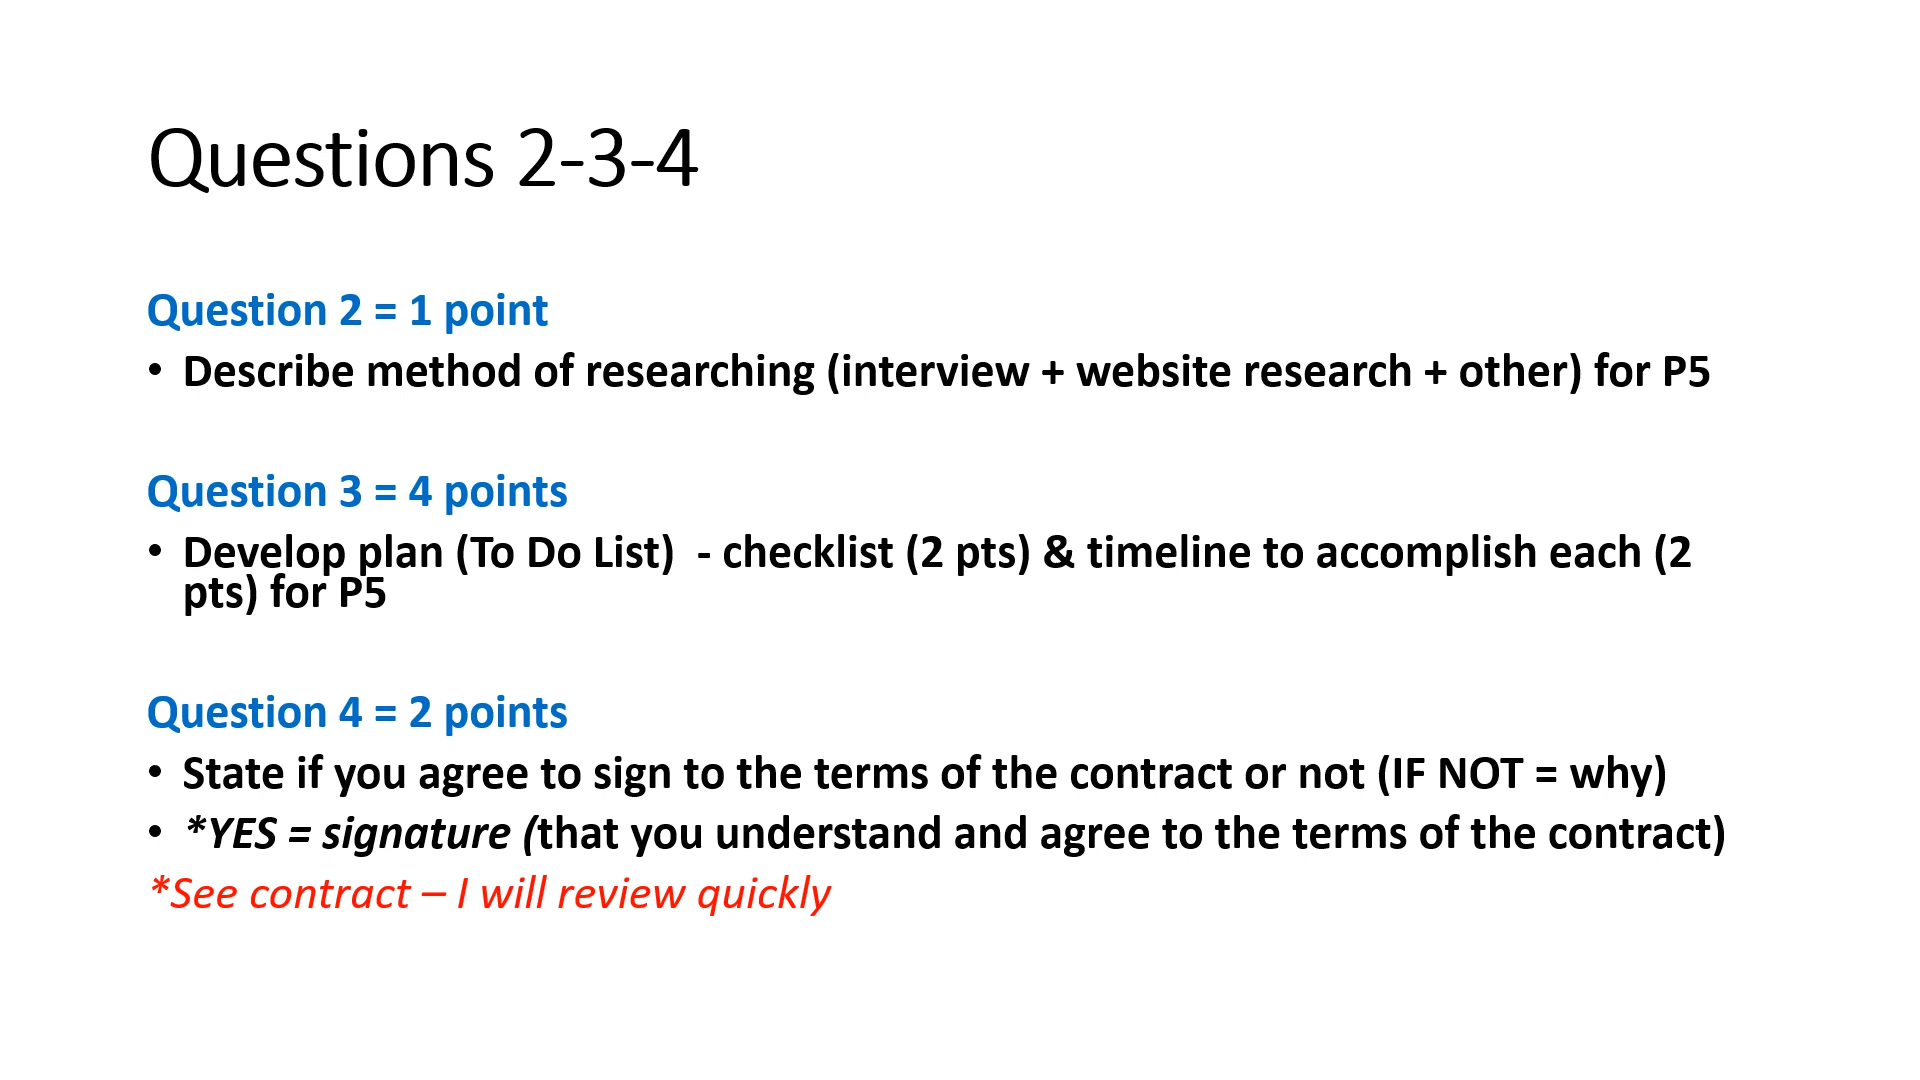 Questions 2-3-4
Question 2 = 1 point
• Describe method of researching (interview + website research + other) for P5
Question 3 = 4 points
• Develop plan (To Do List)  - checklist (2 pts) & timeline to accomplish each (2
pts) for P5
Question 4 = 2 points
• State if you agree to sign to the terms of the contract or not (IF NOT = why)
• *YES = signature (that you understand and agree to the terms of the contract)
*See contract – I will review quickly